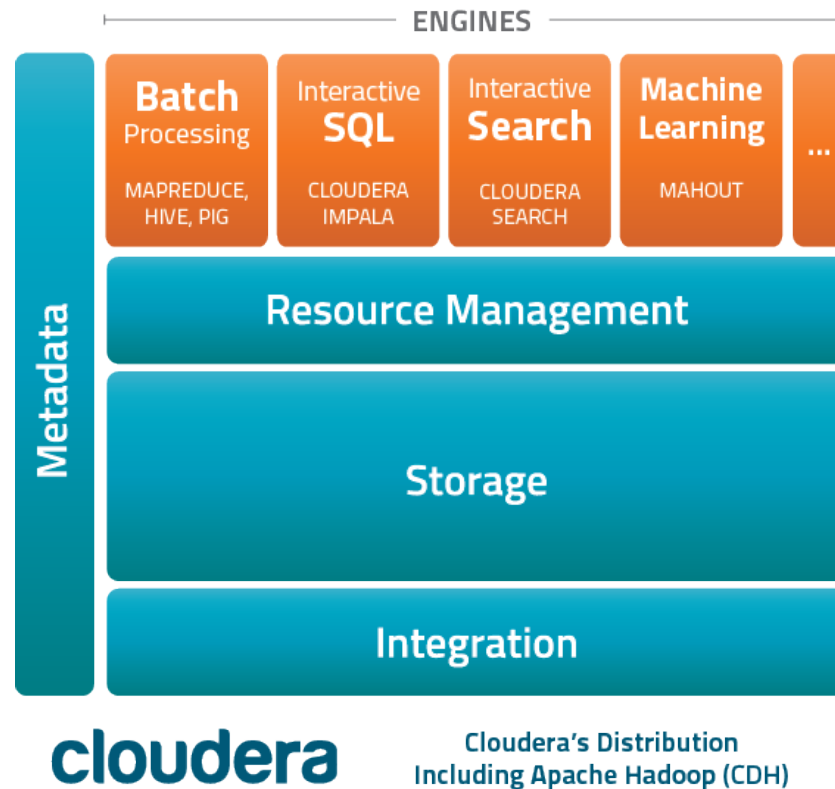 ENGINES
Batch
Processing
MAPREDUCE,
HIVE, PIG
Interactive
SQL
CLOUDERA
IMPALA
Interactive
Search
CLOUDERA
SEARCH
Machine
Learning
MAHOUT
...
Metadata
Resource Management
Storage
Integration
cloudera
Cloudera’s Distribution
Including Apache Hadoop (CDH)